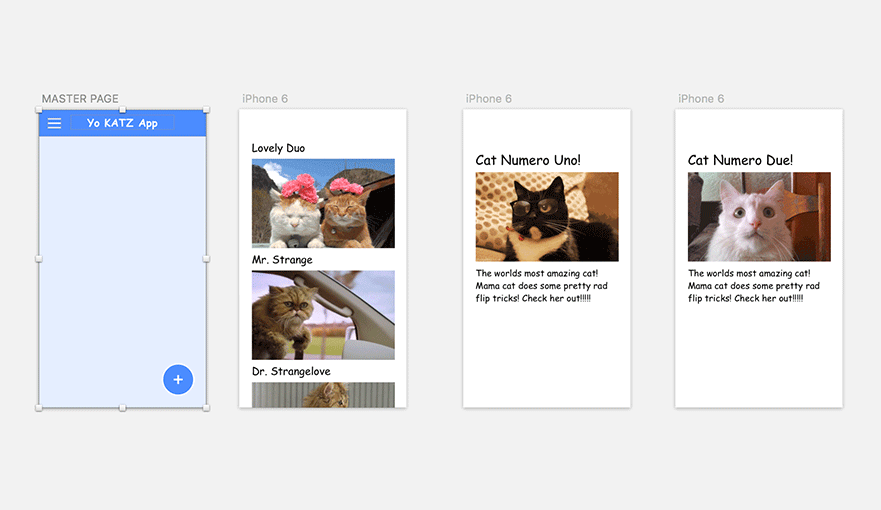 MASTER PAGE
Yo KATZ App
+
iPhone 6
Lovely Duo
Mr. Strange
Dr. Strangelove
iPhone 6
Cat Numero Uno!
The worlds most amazing cat!
Mama cat does some pretty rad
flip tricks! Check her out!!!!!
iPhone 6
Cat Numero Due!
The worlds most amazing cat!
Mama cat does some pretty rad
flip tricks! Check her out!!!!!